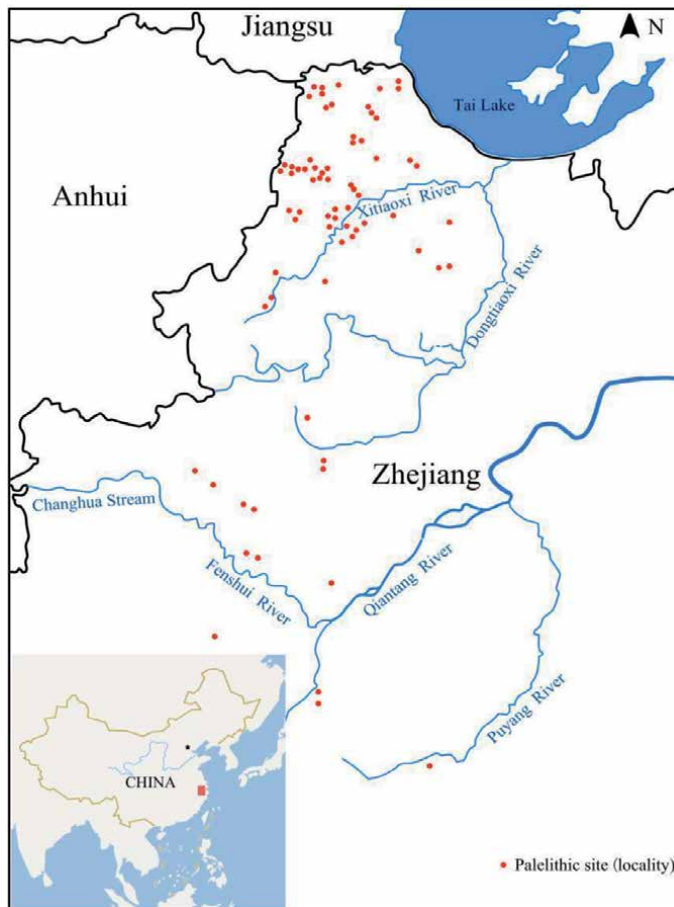 Jiangsu
N
Tai Lake
Anhui
Xitiaoxi River
Dongtiaoxi River
Zhejiang
Changhua Stream
Fenshui River
Qiantang River
Puyang River
CHINA
Palelithic site (locality)